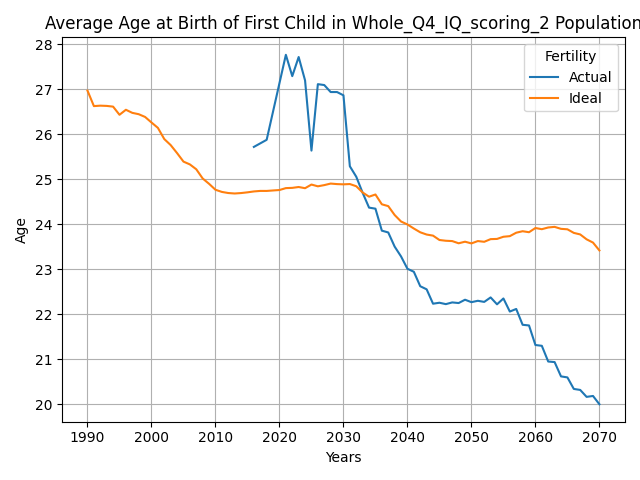 Average Age at Birth of First Child in Whole_Q4_IQ_scoring_2 Population
Fertility
Actual
Ideal
28
27
26
25
24
23
22
21
20
Age
1990 2000 2010 2020 2030 2040 2050 2060 2070
Years